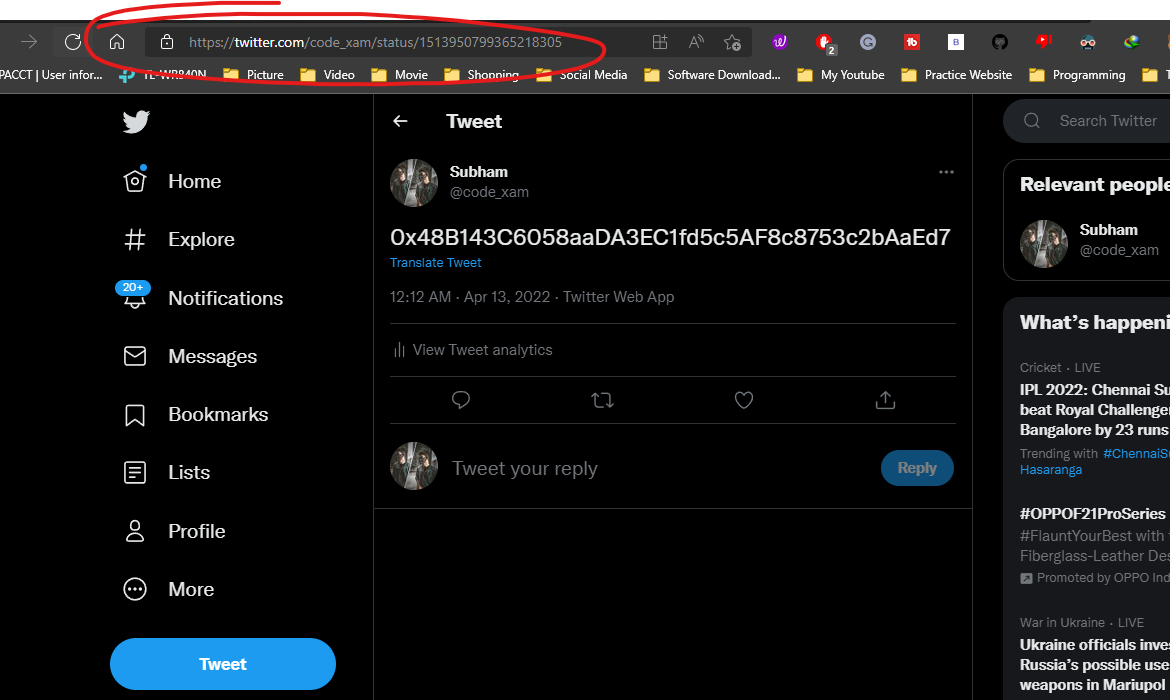 https://twitter.com/code_xam/status/1513950799365218305
2
PACCT | User infor...
TL-WR840N
Picture
Video
Movie
Shopping
Social Media
Software Download...
My Youtube
Practice Website
Programming
Tweet
Search Twitter
Subham
@code_xam
0x48B143C6058aaDA3EC1fd5c5AF8c8753c2bAaEd7
Translate Tweet
12:12 AM · Apr 13, 2022 · Twitter Web App
View Tweet analytics
Tweet your reply
Reply
Home
Explore
20+
Notifications
Messages
Bookmarks
Lists
Profile
More
Tweet
Relevant people
Subham
@code_xam
What's happeni
Cricket · LIVE
IPL 2022: Chennai Su
beat Royal Challenger
Bangalore by 23 runs
Trending with #ChennaiSu
Hasaranga
#OPPOF21ProSeries
#FlauntYourBest with
Fiberglass-Leather Des
Promoted by OPPO Ind
War in Ukraine · LIVE
Ukraine officials inves
Russia's possible use
weapons in Mariupol